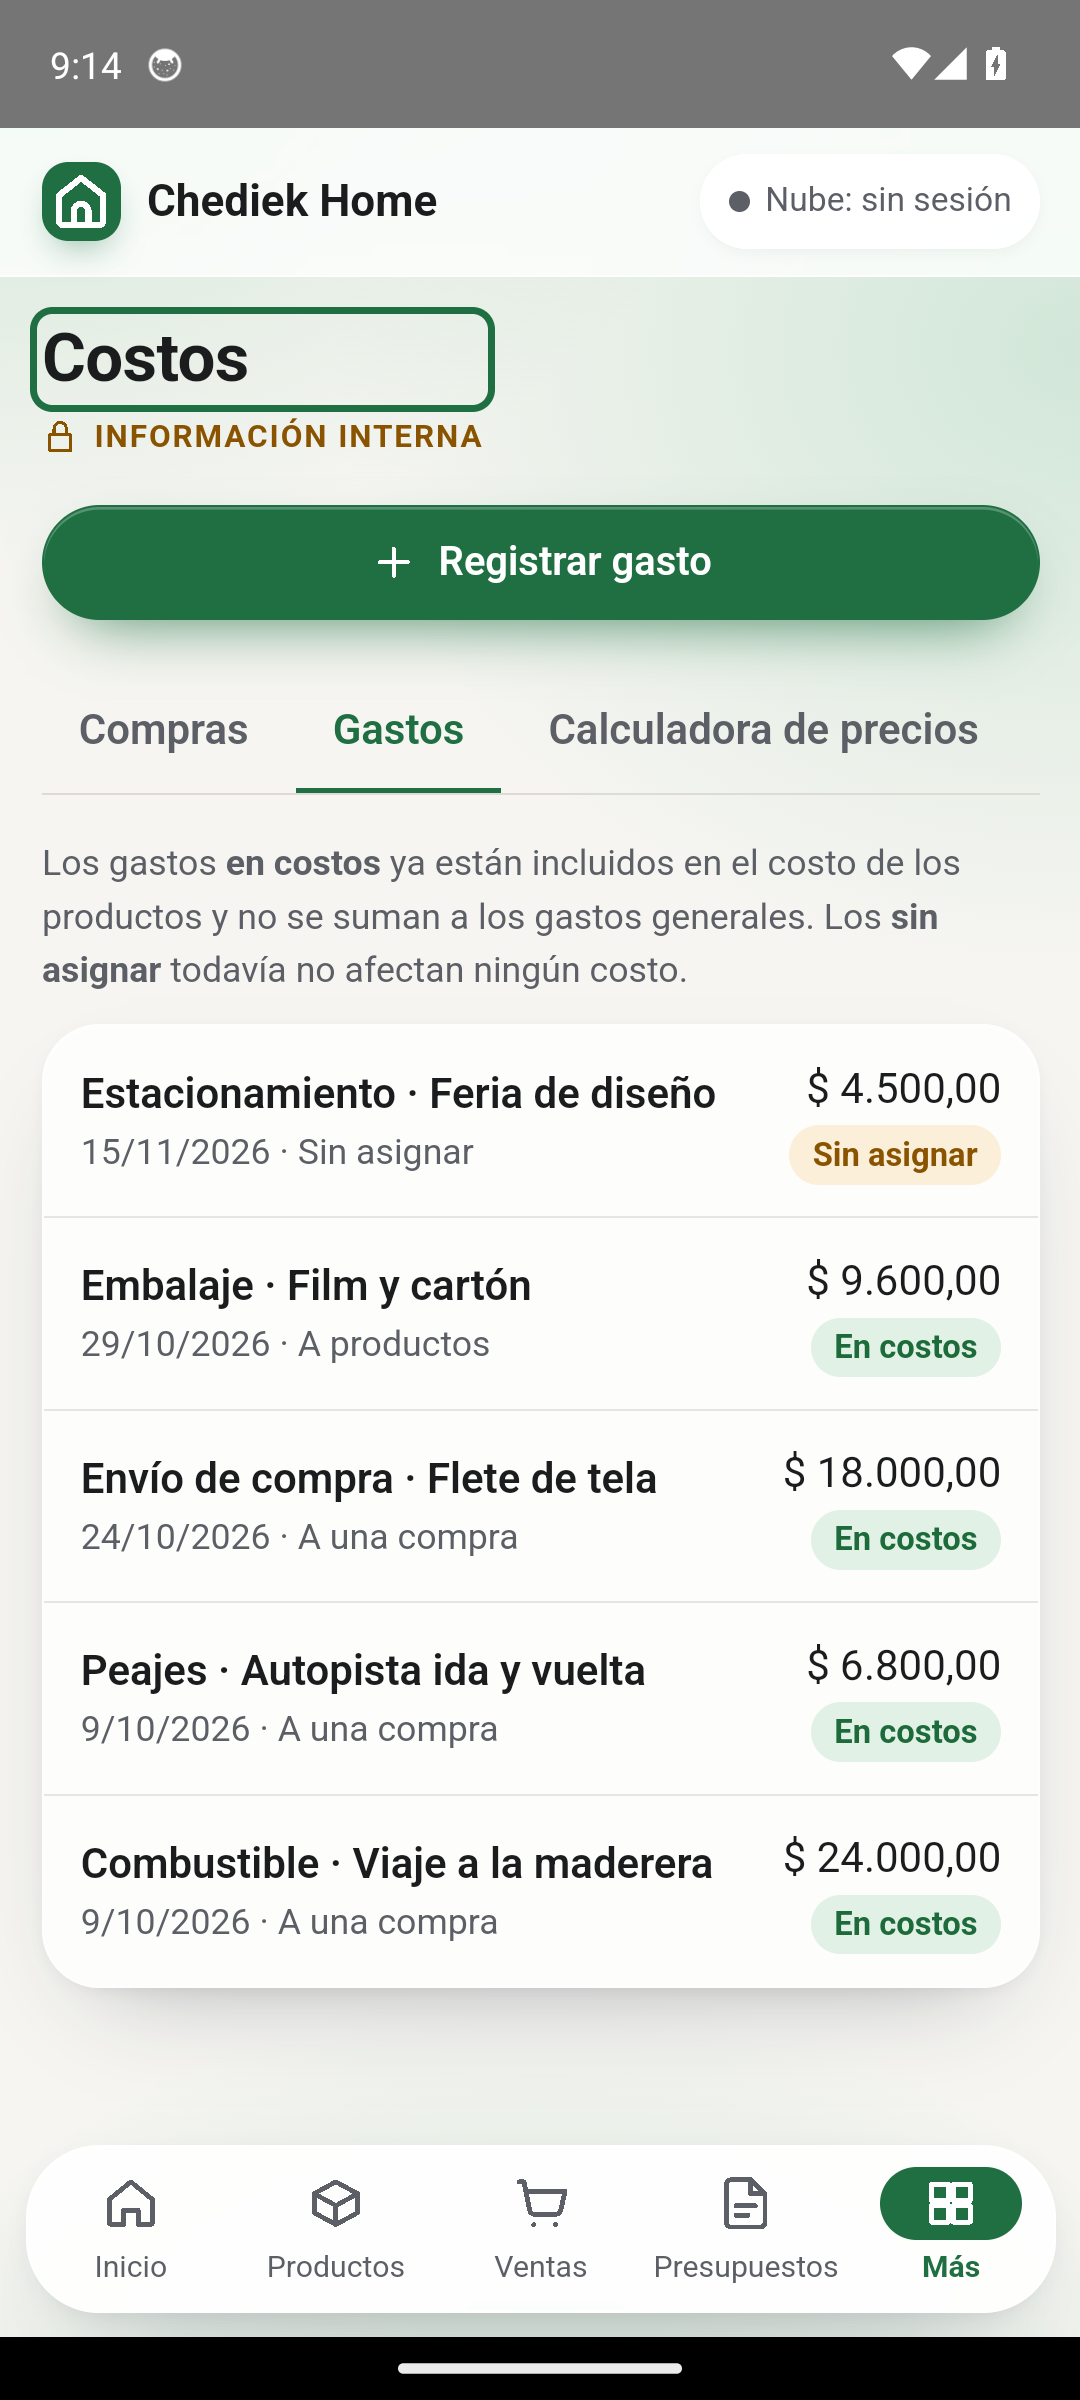 9:14
Chediek Home
Nube: sin sesión
Costos
INFORMACIÓN INTERNA
Registrar gasto
Compras
Gastos
Calculadora de precios
Los gastos en costos ya están incluidos en el costo de los
productos y no se suman a los gastos generales. Los sin
asignar todavía no afectan ningún costo.
Estacionamiento · Feria de diseño
$ 4.500,00
15/11/2026 · Sin asignar
Sin asignar
Embalaje · Film y cartón
$ 9.600,00
29/10/2026 · A productos
En costos
Envío de compra · Flete de tela
$ 18.000,00
24/10/2026 · A una compra
En costos
Peajes · Autopista ida y vuelta
$ 6.800,00
9/10/2026 · A una compra
En costos
Combustible · Viaje a la maderera
$ 24.000,00
9/10/2026 · A una compra
En costos
Inicio
Productos
Ventas
Presupuestos
Más